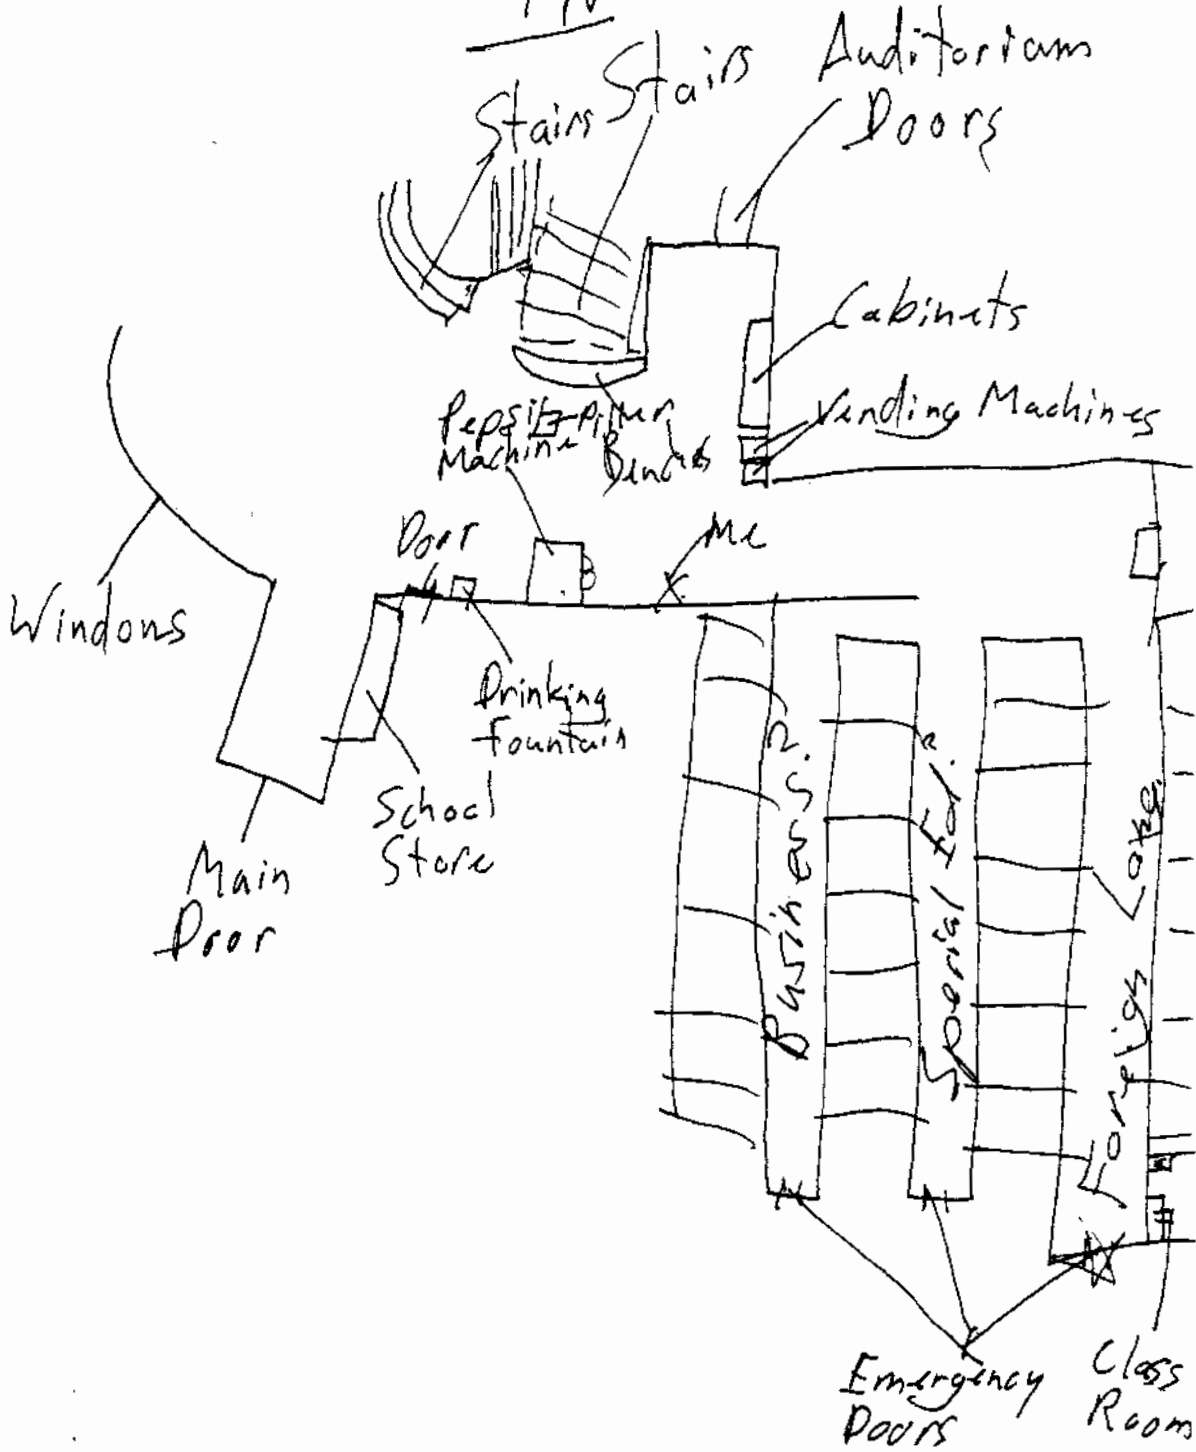 Stairs
Stairs
Auditoriam
Doors
Cabinets
Vending Machines
Pepsi
Machine
Benches
Me
Door
Windows
Drinking
Fountain
School
Store
Main
Door
Business.?
Special Ed.?
Foreign Lang.
Emergency
Doors
Class
Room